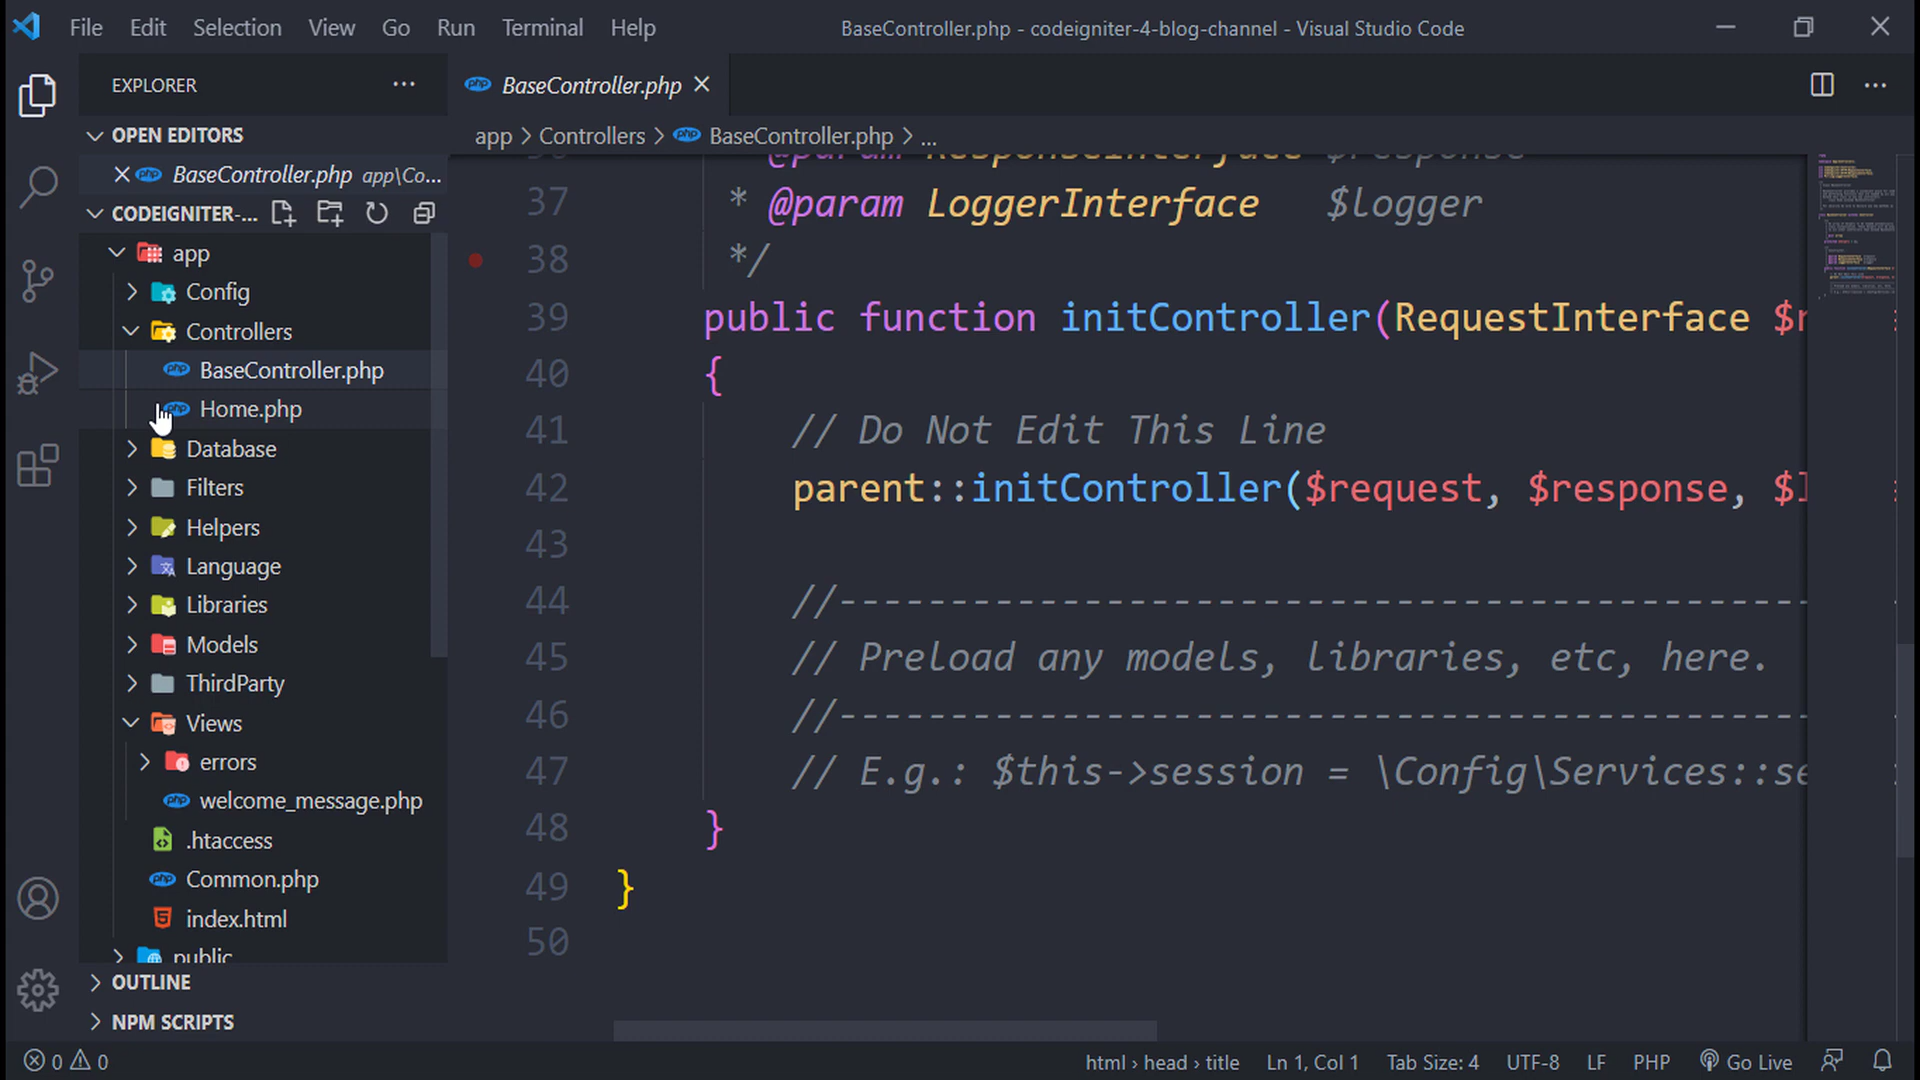 File Edit Selection View Go Run Terminal Help BaseController.php - codeigniter-4-blog-channel - Visual Studio Code
EXPLORER ···
OPEN EDITORS
BaseController.php app\Co...
CODEIGNITER-...
app
Config
Controllers
BaseController.php
Home.php
Database
Filters
Helpers
Language
Libraries
Models
ThirdParty
Views
errors
welcome_message.php
.htaccess
Common.php
index.html
public
OUTLINE
NPM SCRIPTS
BaseController.php
app > Controllers > BaseController.php > ...
36 * @param ResponseInterface $response
37 * @param LoggerInterface $logger
38 */
39 public function initController(RequestInterface $r
40 {
41 // Do Not Edit This Line
42 parent::initController($request, $response, $l
43
44 //--------------------------------------------
45 // Preload any models, libraries, etc, here.
46 //--------------------------------------------
47 // E.g.: $this->session = \Config\Services::se
48 }
49 }
50
0 0 html › head › title Ln 1, Col 1 Tab Size: 4 UTF-8 LF PHP Go Live